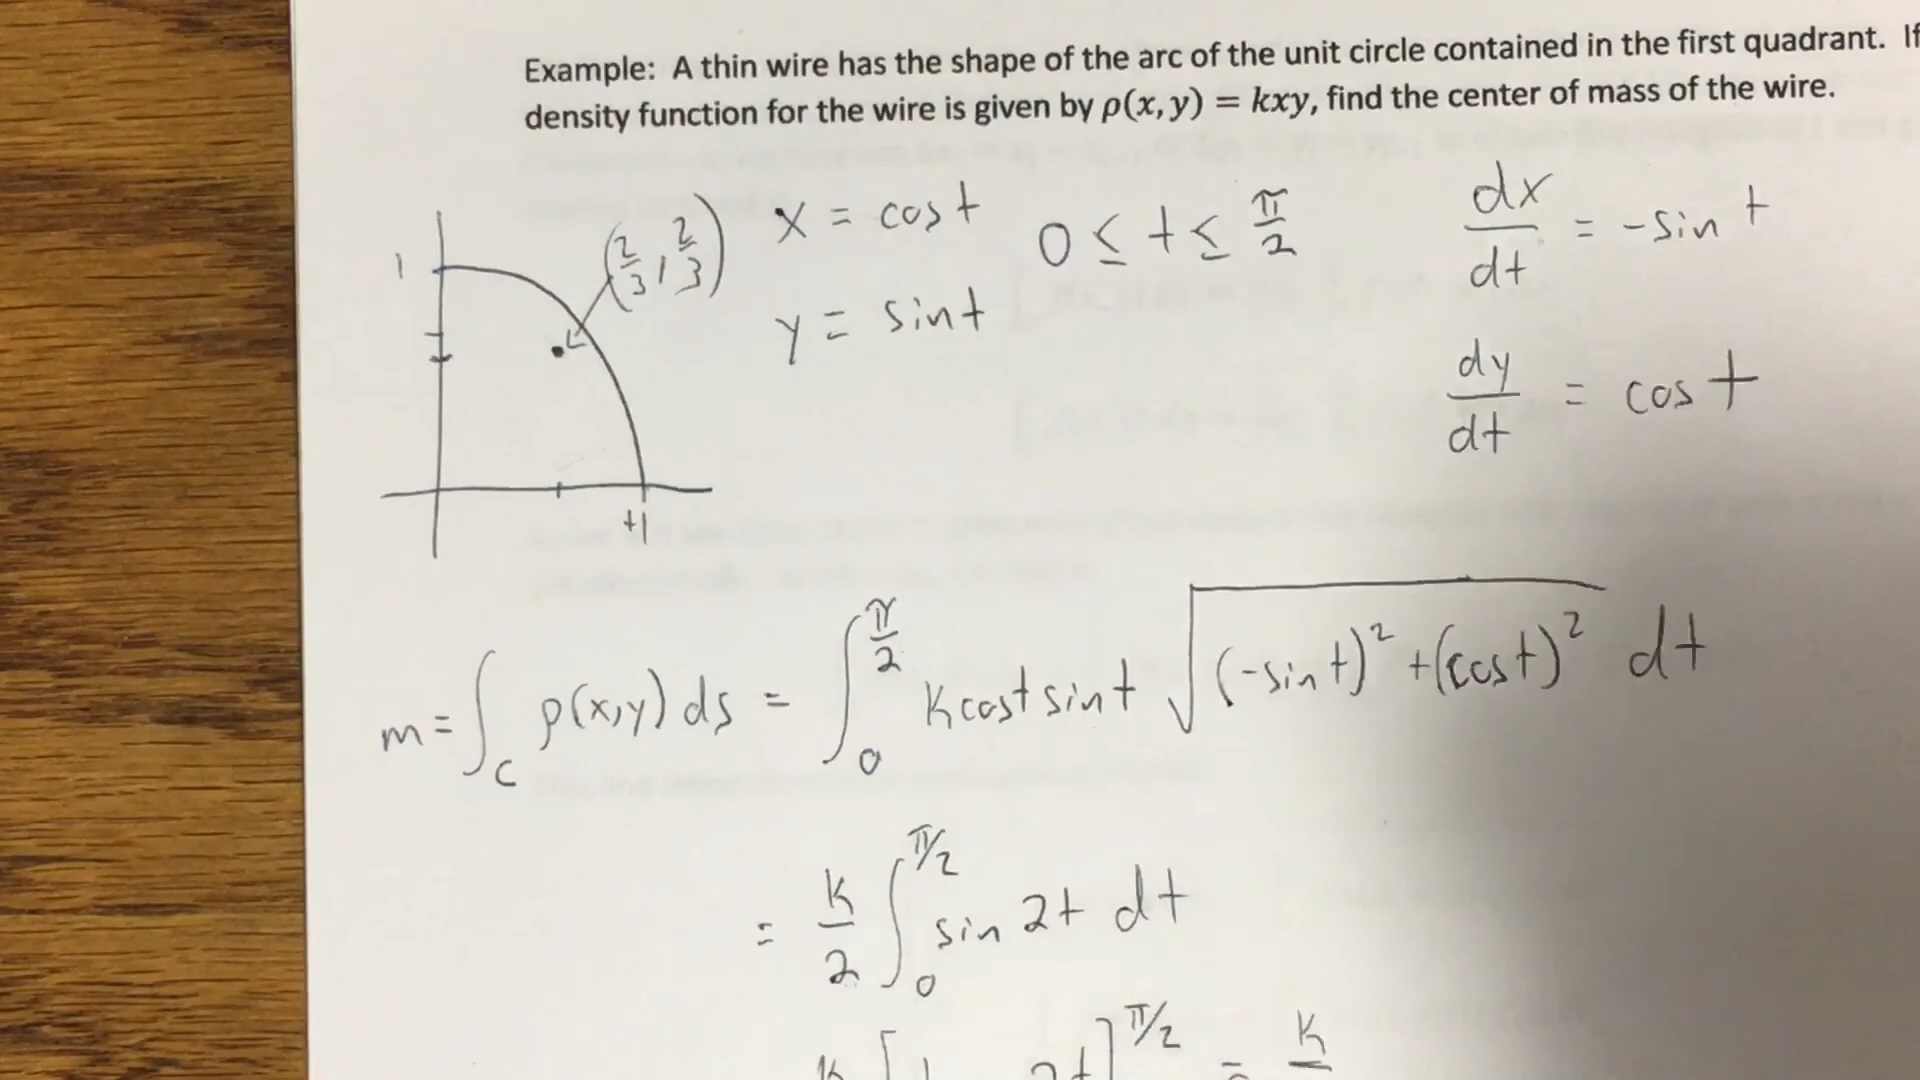 Example: A thin wire has the shape of the arc of the unit circle contained in the first quadrant. If
density function for the wire is given by ρ(x, y) = kxy, find the center of mass of the wire.
(2/3, 2/3)
1
+1
x = cos t
y = sin t
0 ≤ t ≤ π/2
dx/dt = -sin t
dy/dt = cos t
m = ∫_C ρ(x,y) ds = ∫_0^(π/2) K cos t sin t √((-sin t)² + (cos t)²) dt
= K/2 ∫_0^(π/2) sin 2t dt
]^(π/2) = K